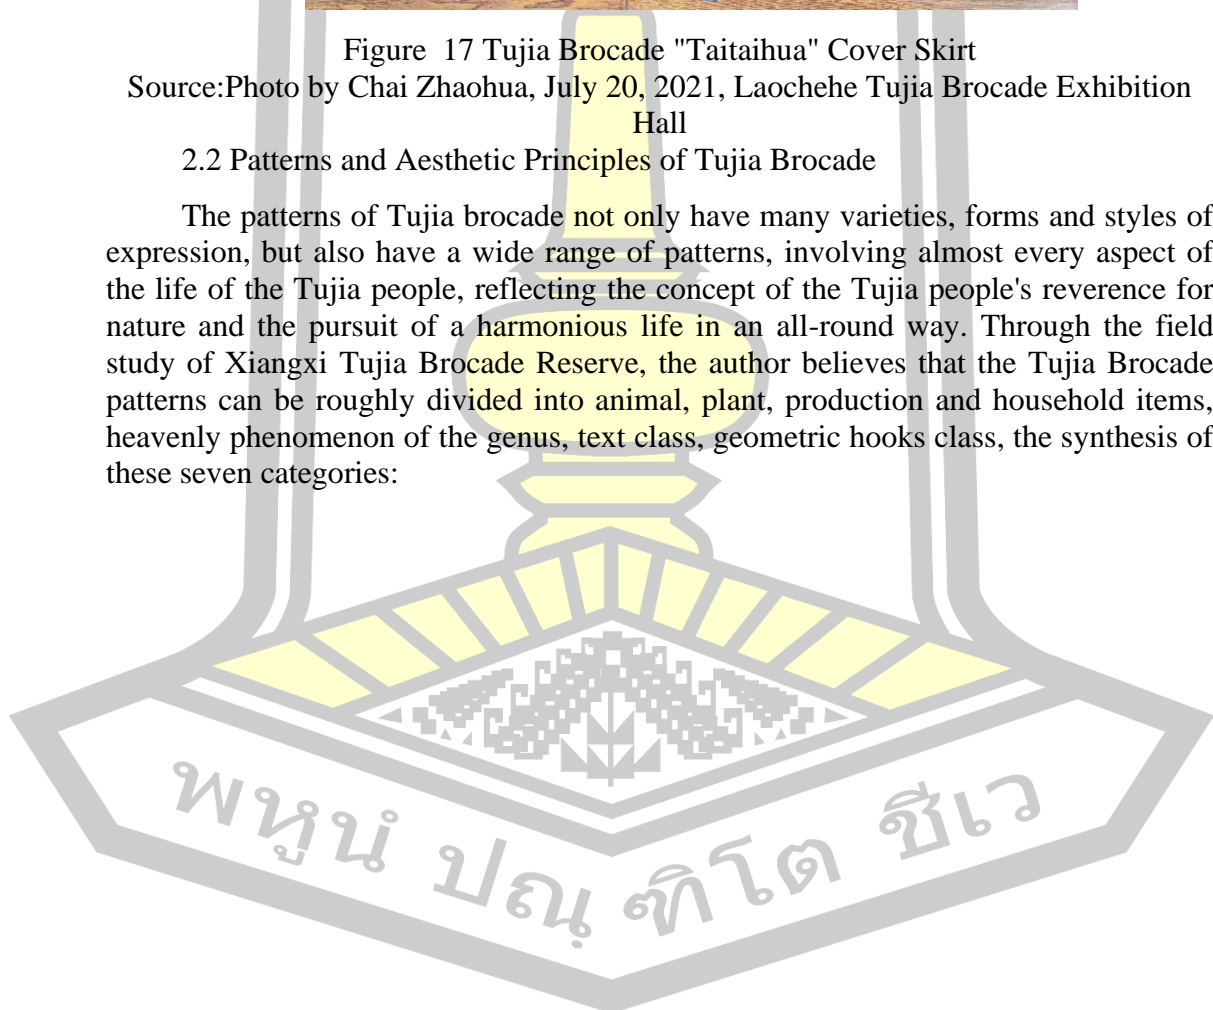 Figure  17 Tujia Brocade "Taitaihua" Cover Skirt
Source:Photo by Chai Zhaohua, July 20, 2021, Laochehe Tujia Brocade Exhibition
Hall
2.2 Patterns and Aesthetic Principles of Tujia Brocade
The patterns of Tujia brocade not only have many varieties, forms and styles of
expression, but also have a wide range of patterns, involving almost every aspect of
the life of the Tujia people, reflecting the concept of the Tujia people's reverence for
nature and the pursuit of a harmonious life in an all-round way. Through the field
study of Xiangxi Tujia Brocade Reserve, the author believes that the Tujia Brocade
patterns can be roughly divided into animal, plant, production and household items,
heavenly phenomenon of the genus, text class, geometric hooks class, the synthesis of
these seven categories:
พหูนํ ปณฺฑิโต ชีเว